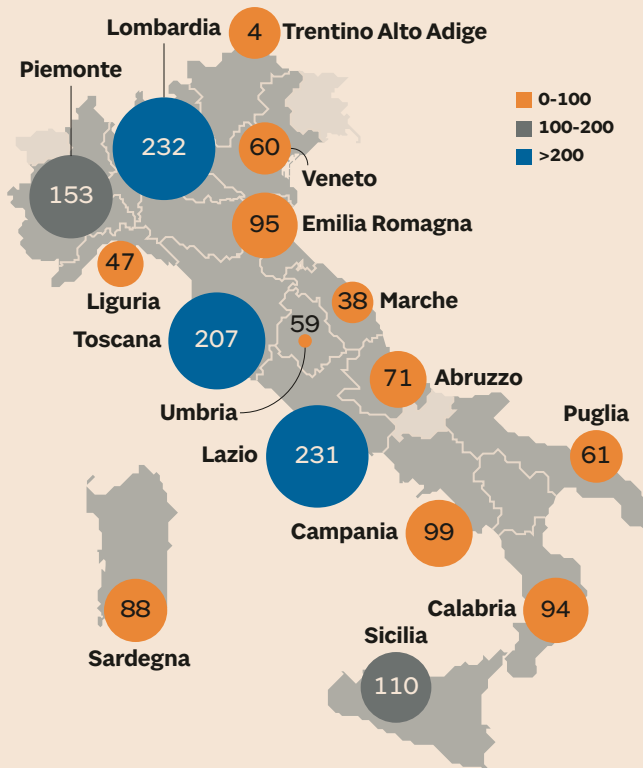 Lombardia
4 Trentino Alto Adige
Piemonte
0-100
100-200
>200
232
60
Veneto
153
95 Emilia Romagna
47
Liguria
38 Marche
59
Toscana 207
71 Abruzzo
Umbria
Puglia
Lazio 231
61
Campania 99
88
Calabria 94
Sicilia
Sardegna
110